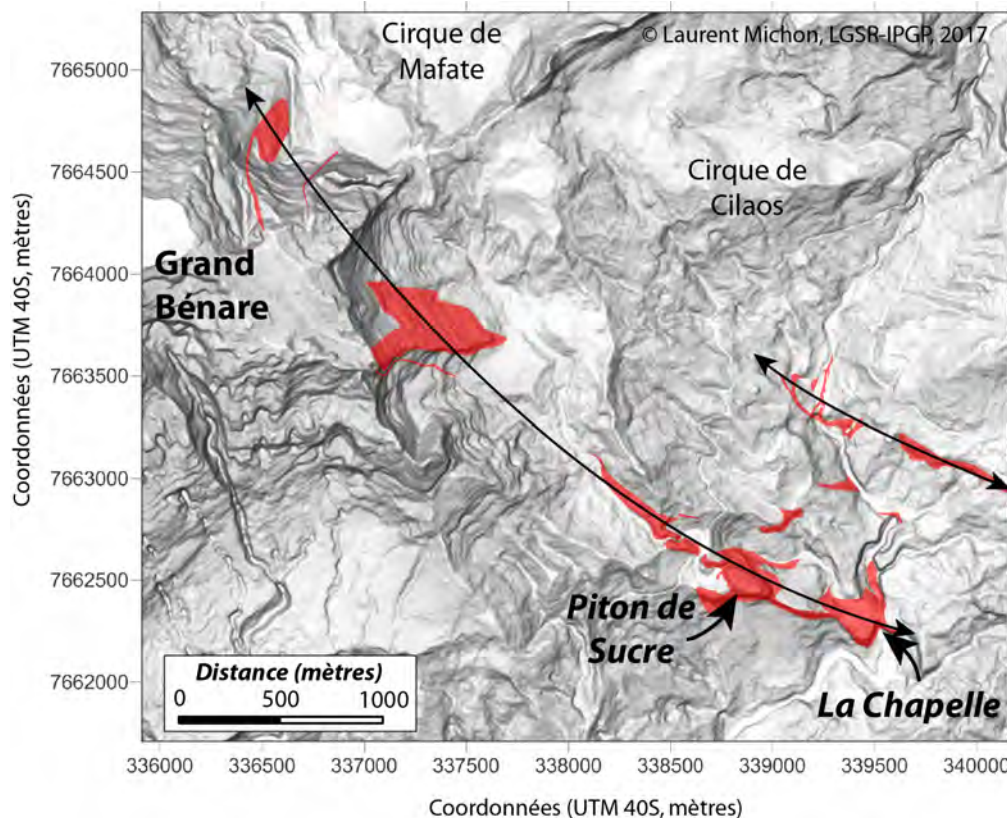 © Laurent Michon, LGSR-IPGP, 2017
Cirque de
Mafate
Cirque de
Cilaos
Grand
Bénare
Piton de
Sucre
La Chapelle
Distance (mètres)
0 500 1000
7665000
7664500
7664000
7663500
7663000
7662500
7662000
Coordonnées (UTM 40S, mètres)
336000 336500 337000 337500 338000 338500 339000 339500 340000
Coordonnées (UTM 40S, mètres)